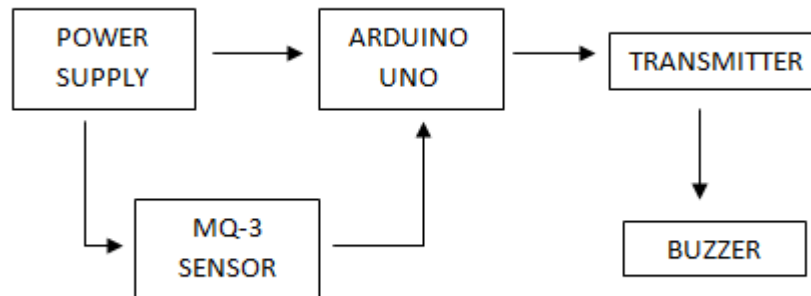 POWER
SUPPLY
ARDUINO
UNO
TRANSMITTER
MQ-3
SENSOR
BUZZER